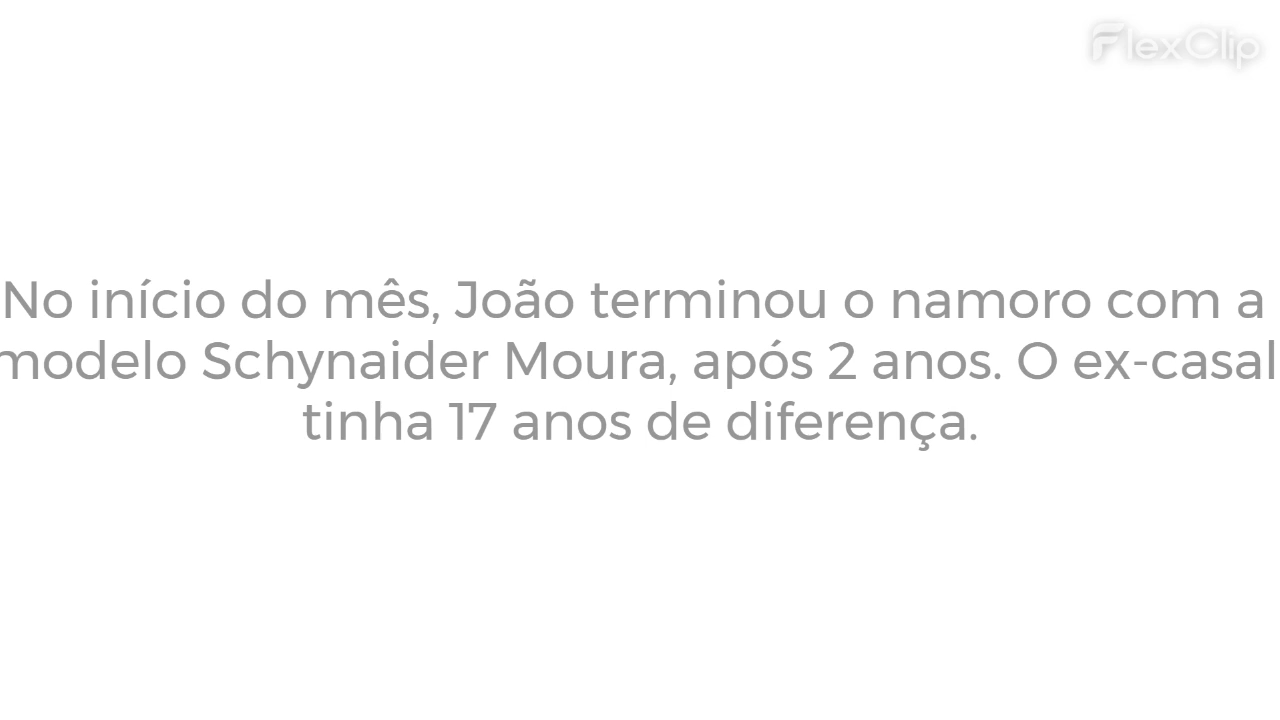 FlexClip
No início do mês, João terminou o namoro com a
modelo Schynaider Moura, após 2 anos. O ex-casal
tinha 17 anos de diferença.